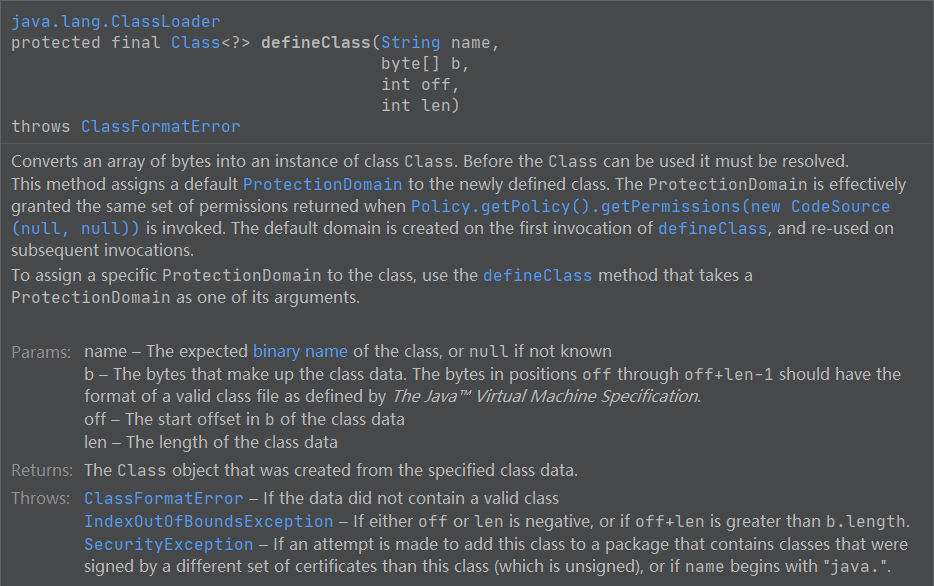 java.lang.ClassLoader
protected final Class<?> defineClass(String name,
byte[] b,
int off,
int len)
throws ClassFormatError
Converts an array of bytes into an instance of class Class. Before the Class can be used it must be resolved.
This method assigns a default ProtectionDomain to the newly defined class. The ProtectionDomain is effectively
granted the same set of permissions returned when Policy.getPolicy().getPermissions(new CodeSource
(null, null)) is invoked. The default domain is created on the first invocation of defineClass, and re-used on
subsequent invocations.
To assign a specific ProtectionDomain to the class, use the defineClass method that takes a
ProtectionDomain as one of its arguments.
Params: name – The expected binary name of the class, or null if not known
b – The bytes that make up the class data. The bytes in positions off through off+len-1 should have the
format of a valid class file as defined by The Java™ Virtual Machine Specification.
off – The start offset in b of the class data
len – The length of the class data
Returns: The Class object that was created from the specified class data.
Throws: ClassFormatError – If the data did not contain a valid class
IndexOutOfBoundsException – If either off or len is negative, or if off+len is greater than b.length.
SecurityException – If an attempt is made to add this class to a package that contains classes that were
signed by a different set of certificates than this class (which is unsigned), or if name begins with "java.".